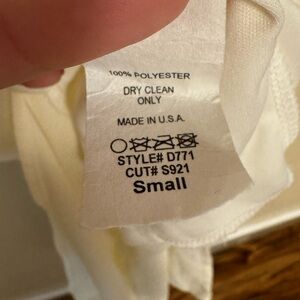 100% POLYESTER
DRY CLEAN
ONLY
MADE IN U.S.A.
STYLE# D771
CUT# S921
Small